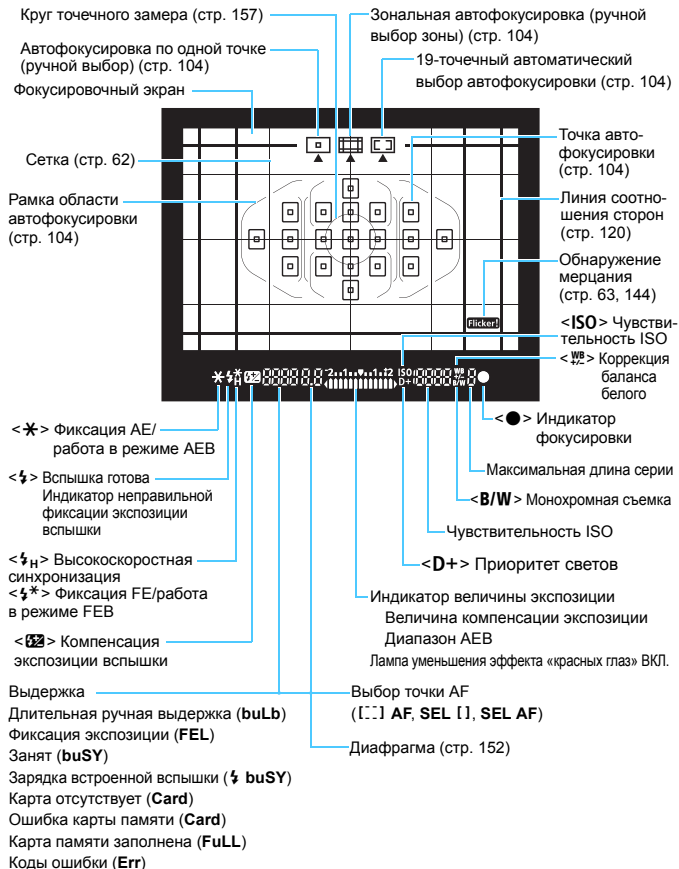 Круг точечного замера (стр. 157)
Автофокусировка по одной точке
(ручной выбор) (стр. 104)
Фокусировочный экран
Сетка (стр. 62)
Рамка области
автофокусировки
(стр. 104)
Зональная автофокусировка (ручной
выбор зоны) (стр. 104)
19-точечный автоматический
выбор автофокусировки (стр. 104)
Точка авто-
фокусировки
(стр. 104)
Линия соотно-
шения сторон
(стр. 120)
Обнаружение
мерцания
(стр. 63, 144)
Flicker!
<ISO> Чувстви-
тельность ISO
<WB+/-> Коррекция
баланса
белого
<●> Индикатор
фокусировки
Максимальная длина серии
<B/W> Монохромная съемка
Чувствительность ISO
<D+> Приоритет светов
Индикатор величины экспозиции
Величина компенсации экспозиции
Диапазон AEB
Лампа уменьшения эффекта «красных глаз» ВКЛ.
-2..1..▼..1.+2 ISO D+ WB +/- B/W
<✱> Фиксация AE/
работа в режиме AEB
<⚡> Вспышка готова
Индикатор неправильной
фиксации экспозиции
вспышки
<⚡H> Высокоскоростная
синхронизация
<⚡*> Фиксация FE/работа
в режиме FEB
<> Компенсация
экспозиции вспышки
Выдержка
Длительная ручная выдержка (buLb)
Фиксация экспозиции (FEL)
Занят (buSY)
Зарядка встроенной вспышки (⚡ buSY)
Карта отсутствует (Card)
Ошибка карты памяти (Card)
Карта памяти заполнена (FuLL)
Коды ошибки (Err)
Выбор точки AF
([ ] AF, SEL [], SEL AF)
Диафрагма (стр. 152)